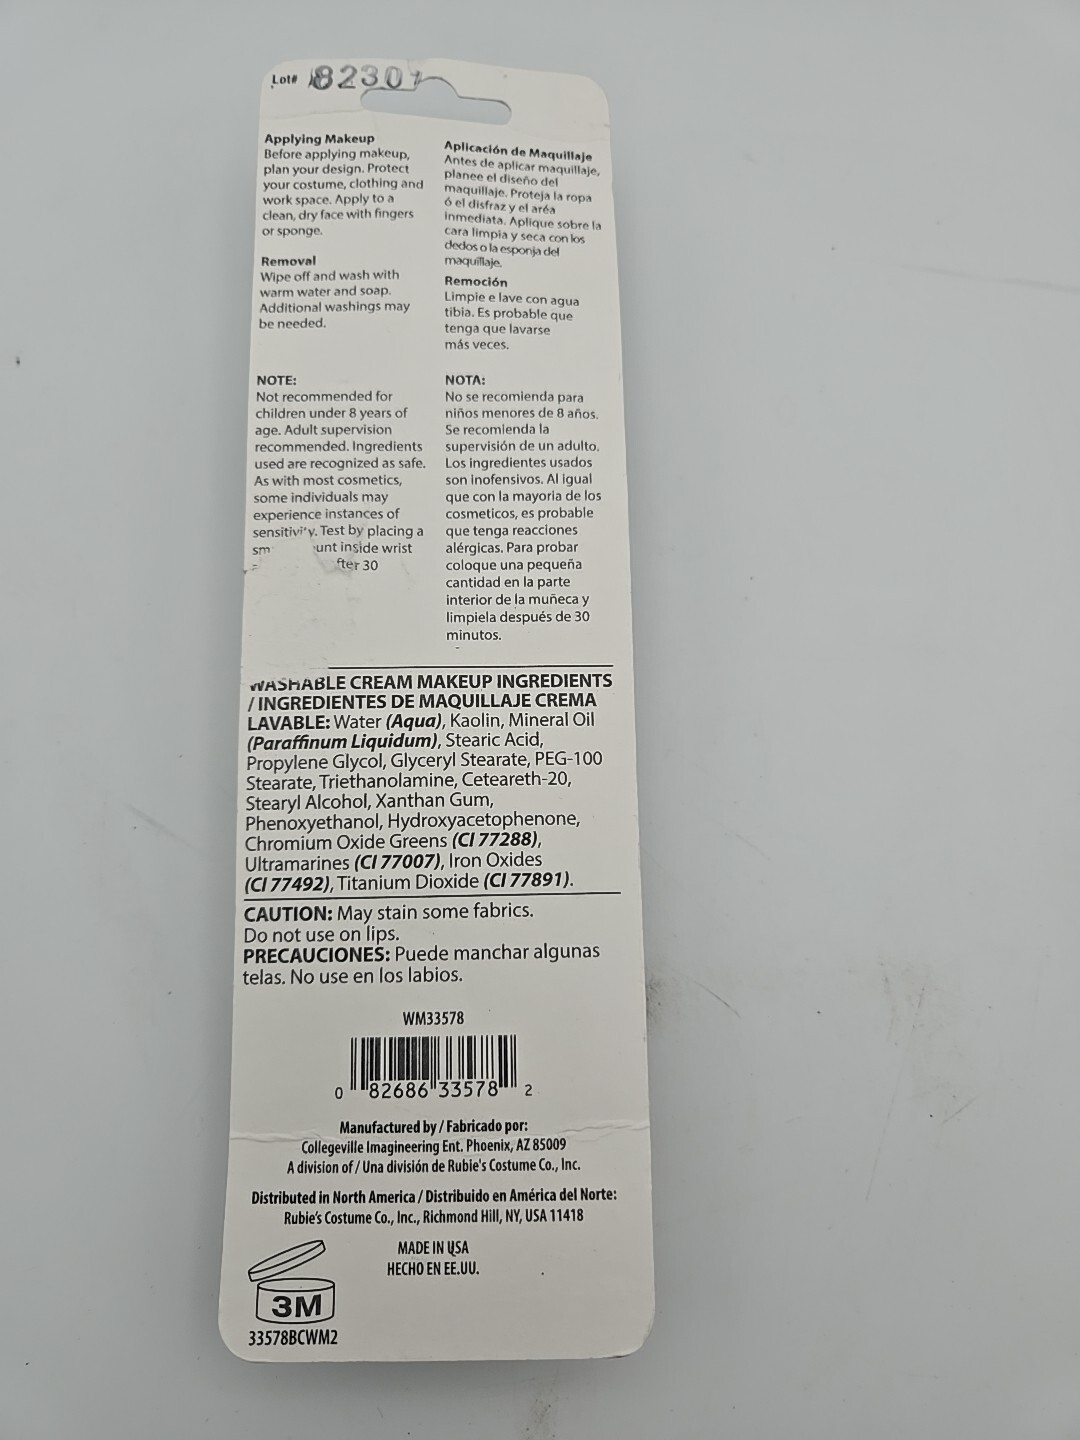 Lot# 82307
Applying Makeup
Before applying makeup,
plan your design. Protect
your costume, clothing and
work space. Apply to a
clean, dry face with fingers
or sponge.
Removal
Wipe off and wash with
warm water and soap.
Additional washings may
be needed.
NOTE:
Not recommended for
children under 8 years of
age. Adult supervision
recommended. Ingredients
used are recognized as safe.
As with most cosmetics,
some individuals may
experience instances of
sensitivity. Test by placing a
inside wrist
30
Aplicación de Maquillaje
Antes de aplicar maquillaje,
planee el diseño del
maquillaje. Proteja la ropa
ó el disfraz y el aréa
inmediata. Aplique sobre la
cara limpia y seca con los
dedos o la esponja del
maquillaje.
Remoción
Limpie e lave con agua
tibia. Es probable que
tenga que lavarse
más veces.
NOTA:
No se recomienda para
niños menores de 8 años.
Se recomienda la
supervisión de un adulto.
Los ingredientes usados
son inofensivos. Al igual
que con la mayoria de los
cosmeticos, es probable
que tenga reacciones
alérgicas. Para probar
coloque una pequeña
cantidad en la parte
interior de la muñeca y
limpiela después de 30
minutos.
WASHABLE CREAM MAKEUP INGREDIENTS
/ INGREDIENTES DE MAQUILLAJE CREMA
LAVABLE: Water (Aqua), Kaolin, Mineral Oil
(Paraffinum Liquidum), Stearic Acid,
Propylene Glycol, Glyceryl Stearate, PEG-100
Stearate, Triethanolamine, Ceteareth-20,
Stearyl Alcohol, Xanthan Gum,
Phenoxyethanol, Hydroxyacetophenone,
Chromium Oxide Greens (CI 77288),
Ultramarines (CI 77007), Iron Oxides
(CI 77492), Titanium Dioxide (CI 77891).
CAUTION: May stain some fabrics.
Do not use on lips.
PRECAUCIONES: Puede manchar algunas
telas. No use en los labios.
WM33578
0 82686 33578 2
Manufactured by / Fabricado por:
Collegeville Imagineering Ent. Phoenix, AZ 85009
A division of / Una división de Rubie's Costume Co., Inc.
Distributed in North America / Distribuido en América del Norte:
Rubie's Costume Co., Inc., Richmond Hill, NY, USA 11418
MADE IN USA
HECHO EN EE.UU.
3M
33578BCWM2